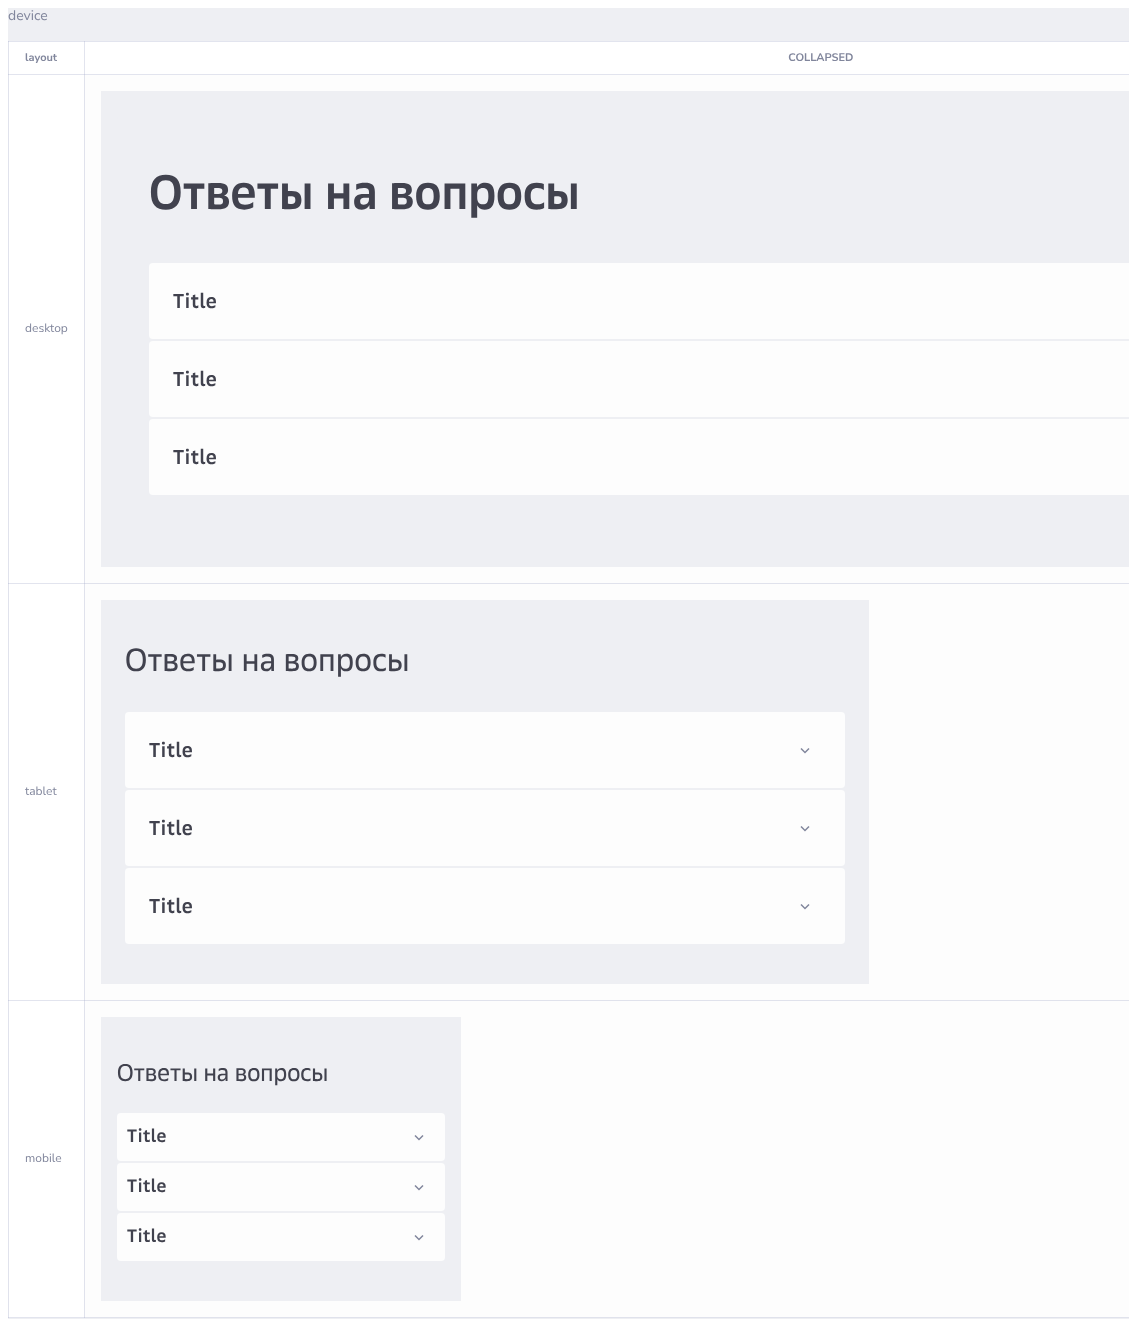 device
layout
COLLAPSED
desktop
Ответы на вопросы
Title
Title
Title
tablet
Ответы на вопросы
Title
Title
Title
mobile
Ответы на вопросы
Title
Title
Title